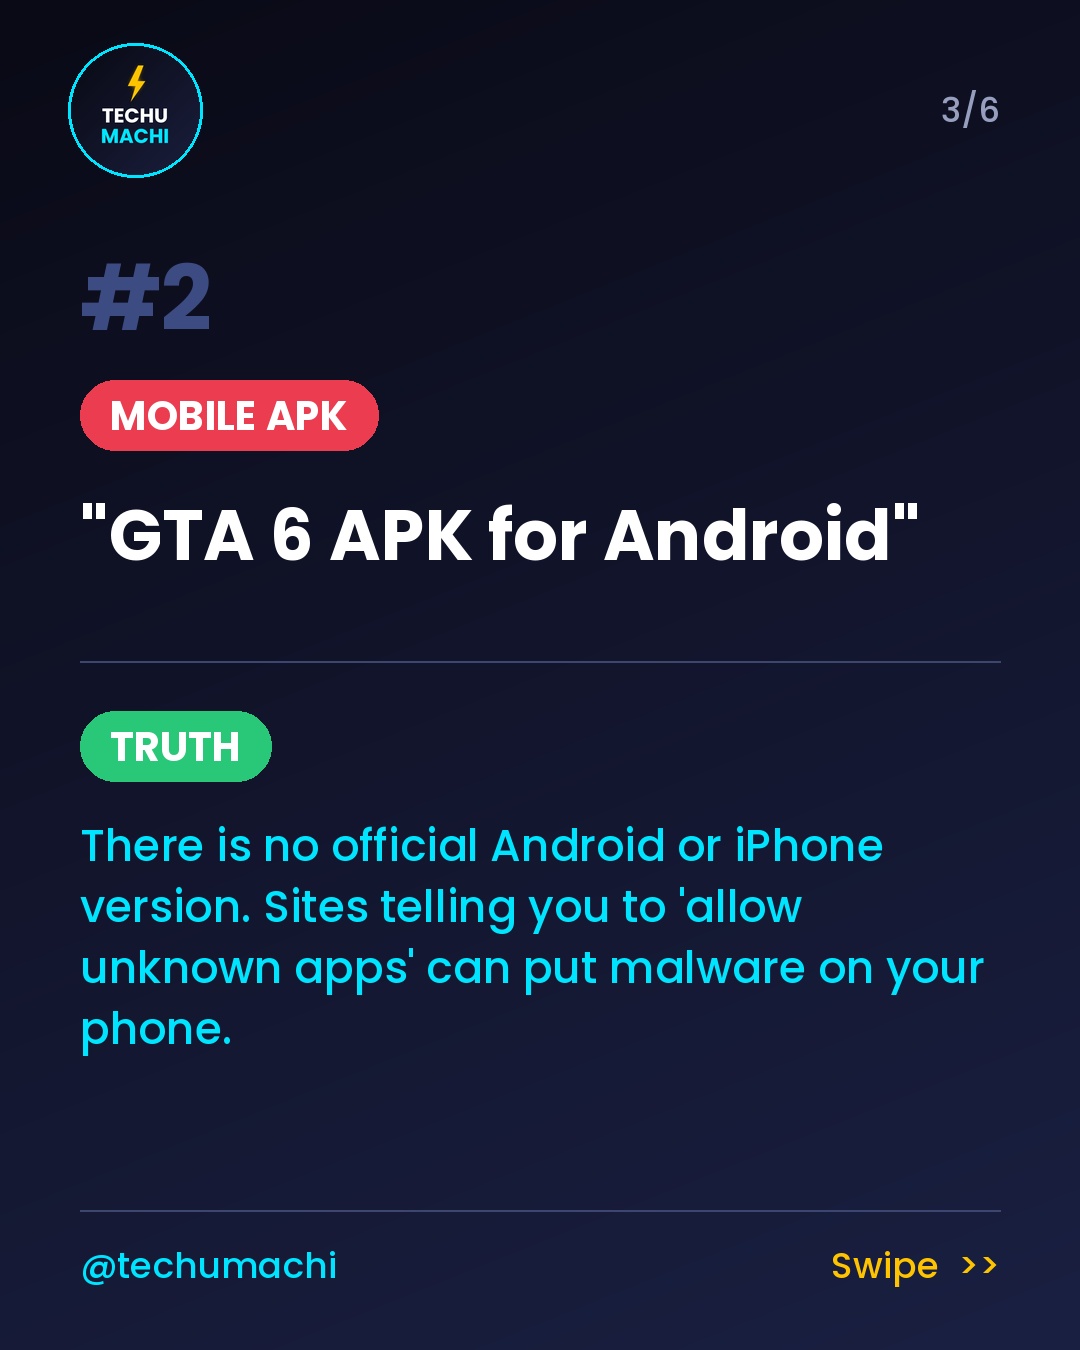 TECHU
MACHI
3/6
#2
MOBILE APK
"GTA 6 APK for Android"
TRUTH
There is no official Android or iPhone
version. Sites telling you to 'allow
unknown apps' can put malware on your
phone.
@techumachi
Swipe >>